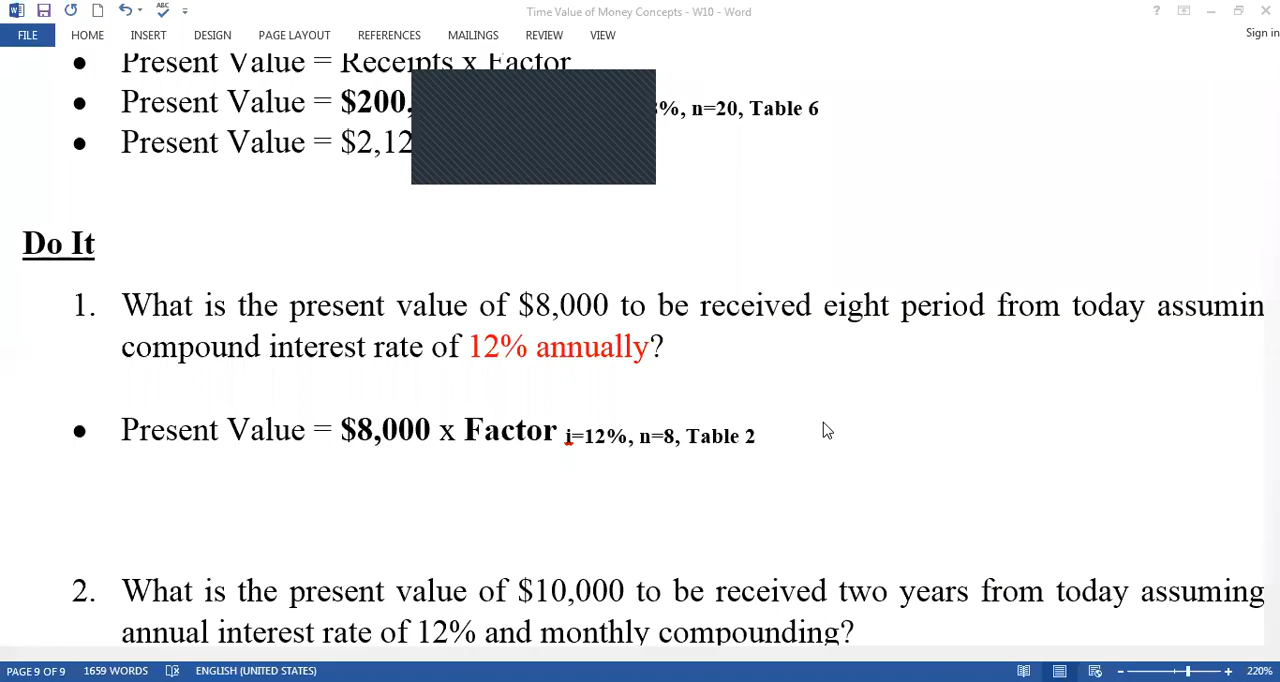 Time Value of Money Concepts - W10 - Word
Sign in
FILE HOME INSERT DESIGN PAGE LAYOUT REFERENCES MAILINGS REVIEW VIEW
• Present Value = Receipts x Factor
• Present Value = $200, %, n=20, Table 6
• Present Value = $2,12
Do It
1. What is the present value of $8,000 to be received eight period from today assumin
compound interest rate of 12% annually?
• Present Value = $8,000 x Factor i=12%, n=8, Table 2
2. What is the present value of $10,000 to be received two years from today assuming
annual interest rate of 12% and monthly compounding?
PAGE 9 OF 9 1659 WORDS ENGLISH (UNITED STATES) 220%